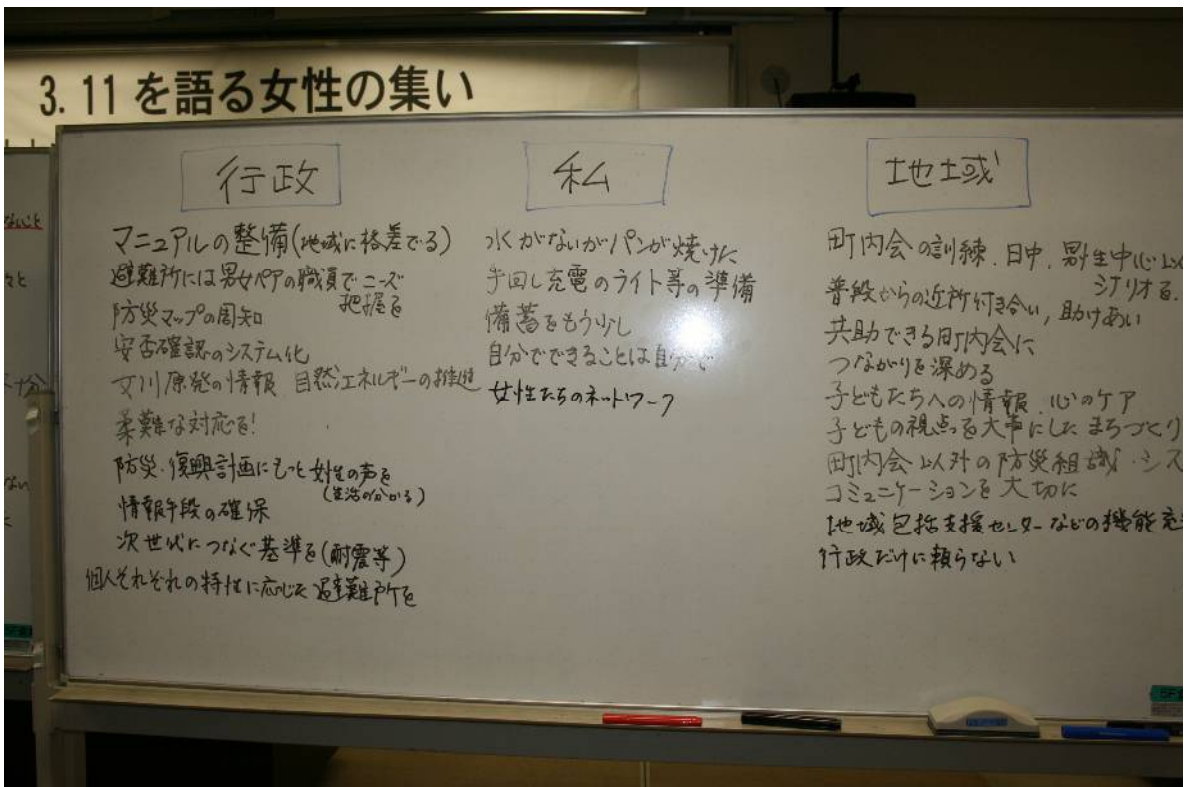 3.11を語る女性の集い
行政
マニュアルの整備(地域に格差でる)
避難所には男女ペアの職員でニーズ
把握を
防災マップの周知
安否確認のシステム化
女川原発の情報 自然エネルギーの推進
柔難な対応を!
防災・復興計画にもっと女性の声を
(生活の分かる)
情報手段の確保
次世代につなぐ基準を(耐震等)
個人それぞれの特性に応じた避難所を
私
水がないがパンが焼けた
手回し充電のライト等の準備
備蓄をもう少し
自分でできることは自分で
女性たちのネットワーク
地域
町内会の訓練、日中、男性中心以
シナリオを
普段からの近所付き合い,助けあい
共助できる町内会に
つながりを深める
子どもたちへの情報、心のケア
子どもの視点を大事にしたまちづくり
町内会以外の防災組織・シス
コミュニケーションを大切に
地域包括支援センターなどの機能充
行政だけに頼らない